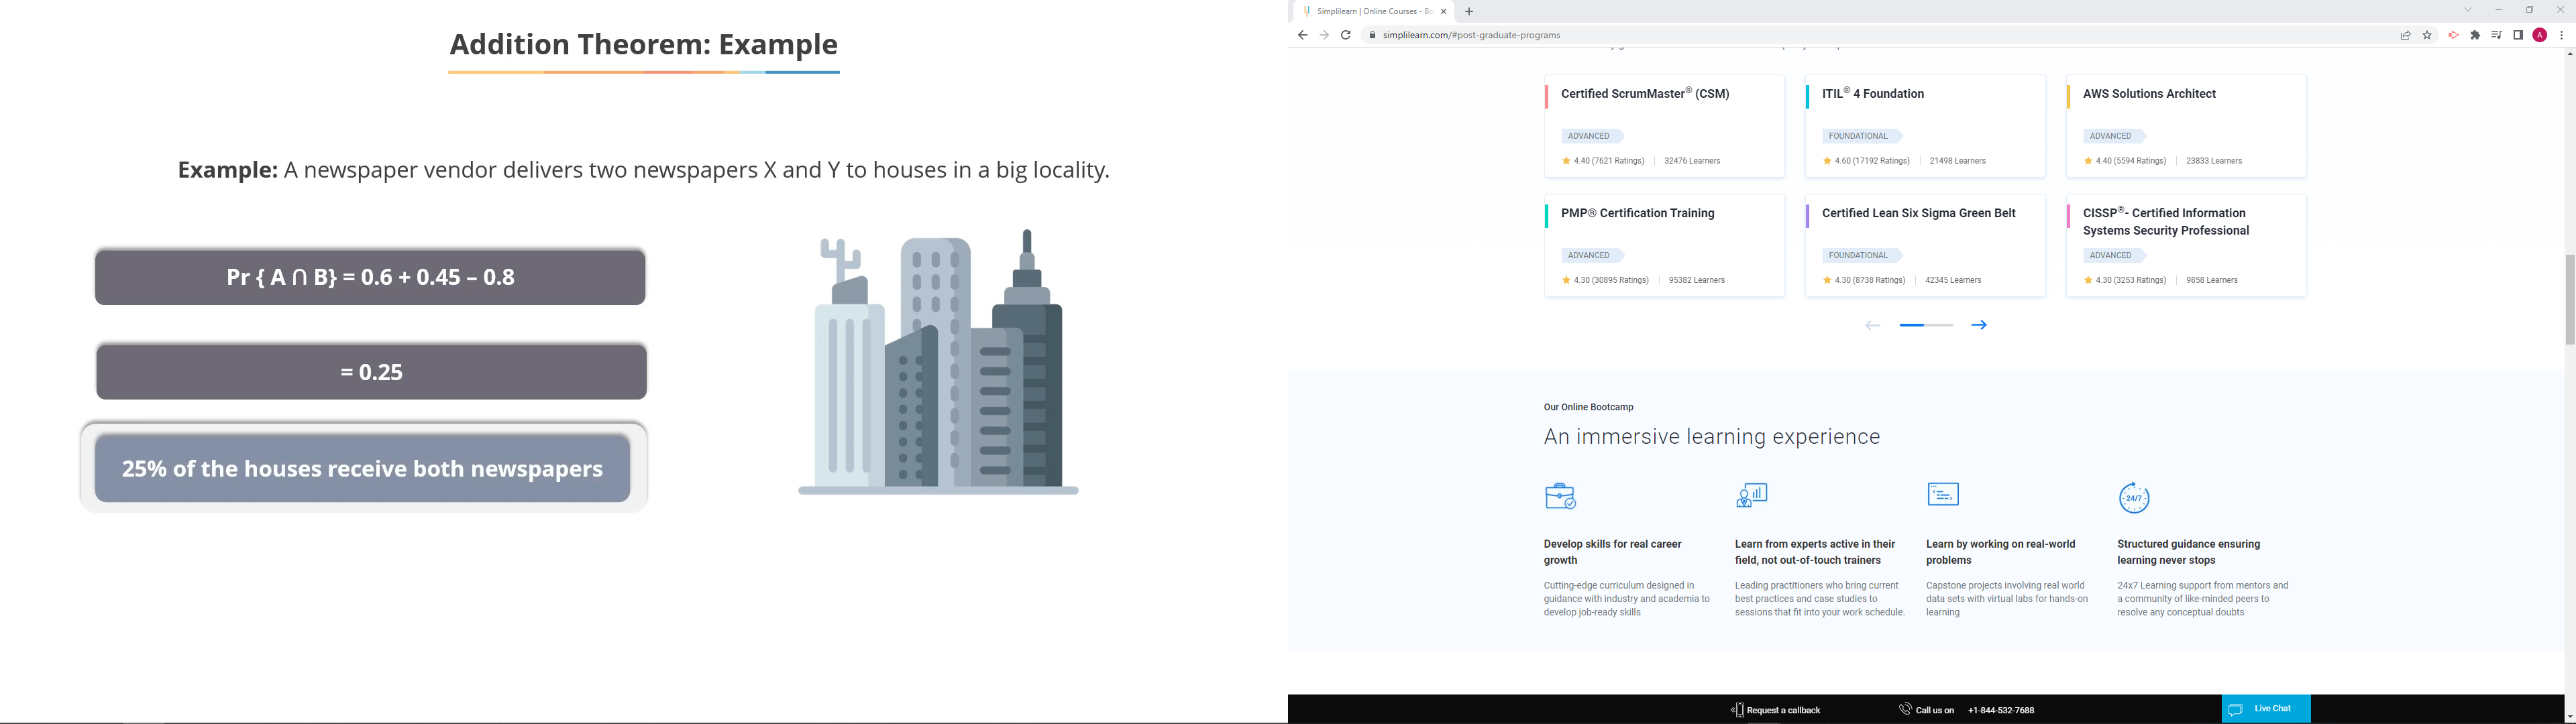 Addition Theorem: Example
Example: A newspaper vendor delivers two newspapers X and Y to houses in a big locality.
Pr { A ∩ B} = 0.6 + 0.45 – 0.8
= 0.25
25% of the houses receive both newspapers
Simplilearn | Online Courses - Bo
simplilearn.com/#post-graduate-programs
A
Certified ScrumMaster® (CSM)
ADVANCED
4.40 (7621 Ratings) 32476 Learners
ITIL® 4 Foundation
FOUNDATIONAL
4.60 (17192 Ratings) 21498 Learners
AWS Solutions Architect
ADVANCED
4.40 (5594 Ratings) 23833 Learners
PMP® Certification Training
ADVANCED
4.30 (30895 Ratings) 95382 Learners
Certified Lean Six Sigma Green Belt
FOUNDATIONAL
4.30 (8738 Ratings) 42345 Learners
CISSP®- Certified Information
Systems Security Professional
ADVANCED
4.30 (3253 Ratings) 9858 Learners
Our Online Bootcamp
An immersive learning experience
Develop skills for real career
growth
Cutting-edge curriculum designed in
guidance with industry and academia to
develop job-ready skills
Learn from experts active in their
field, not out-of-touch trainers
Leading practitioners who bring current
best practices and case studies to
sessions that fit into your work schedule.
Learn by working on real-world
problems
Capstone projects involving real world
data sets with virtual labs for hands-on
learning
24/7
Structured guidance ensuring
learning never stops
24x7 Learning support from mentors and
a community of like-minded peers to
resolve any conceptual doubts
Request a callback
Call us on +1-844-532-7688
Live Chat